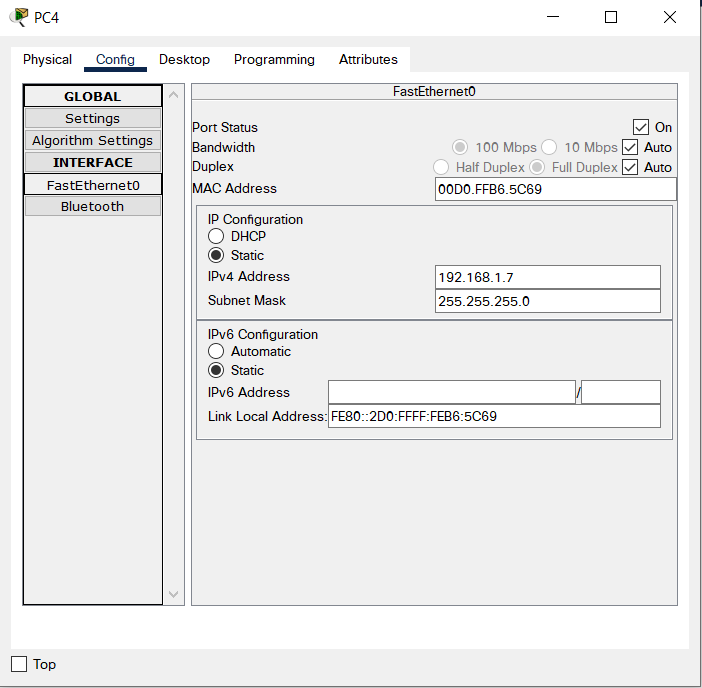 PC4
Physical Config Desktop Programming Attributes
GLOBAL
Settings
Algorithm Settings
INTERFACE
FastEthernet0
Bluetooth
FastEthernet0
Port Status On
Bandwidth 100 Mbps 10 Mbps Auto
Duplex Half Duplex Full Duplex Auto
MAC Address 00D0.FFB6.5C69
IP Configuration
DHCP
Static
IPv4 Address 192.168.1.7
Subnet Mask 255.255.255.0
IPv6 Configuration
Automatic
Static
IPv6 Address /
Link Local Address: FE80::2D0:FFFF:FEB6:5C69
Top